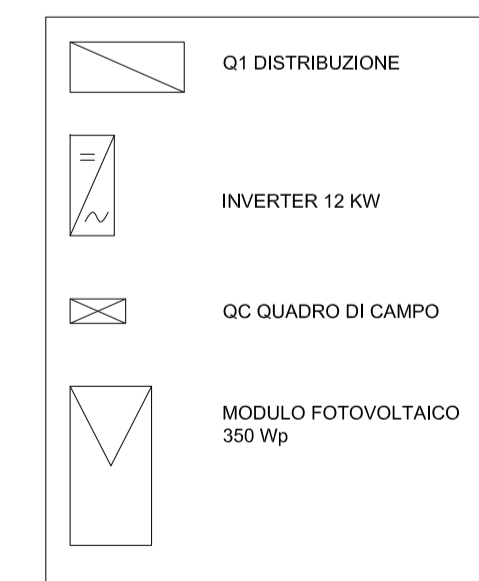 Q1 DISTRIBUZIONE
INVERTER 12 KW
QC QUADRO DI CAMPO
MODULO FOTOVOLTAICO
350 Wp